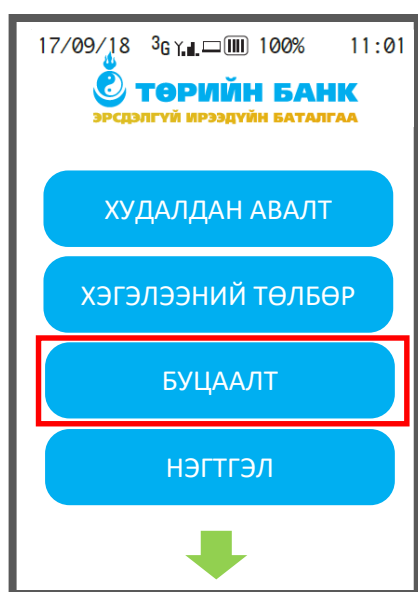 17/09/18 3G 100% 11:01
ТӨРИЙН БАНК
ЭРСДЭЛГҮЙ ИРЭЭДҮЙН БАТАЛГАА
ХУДАЛДАН АВАЛТ
ХЭГЭЛЭЭНИЙ ТӨЛБӨР
БУЦААЛТ
НЭГТГЭЛ